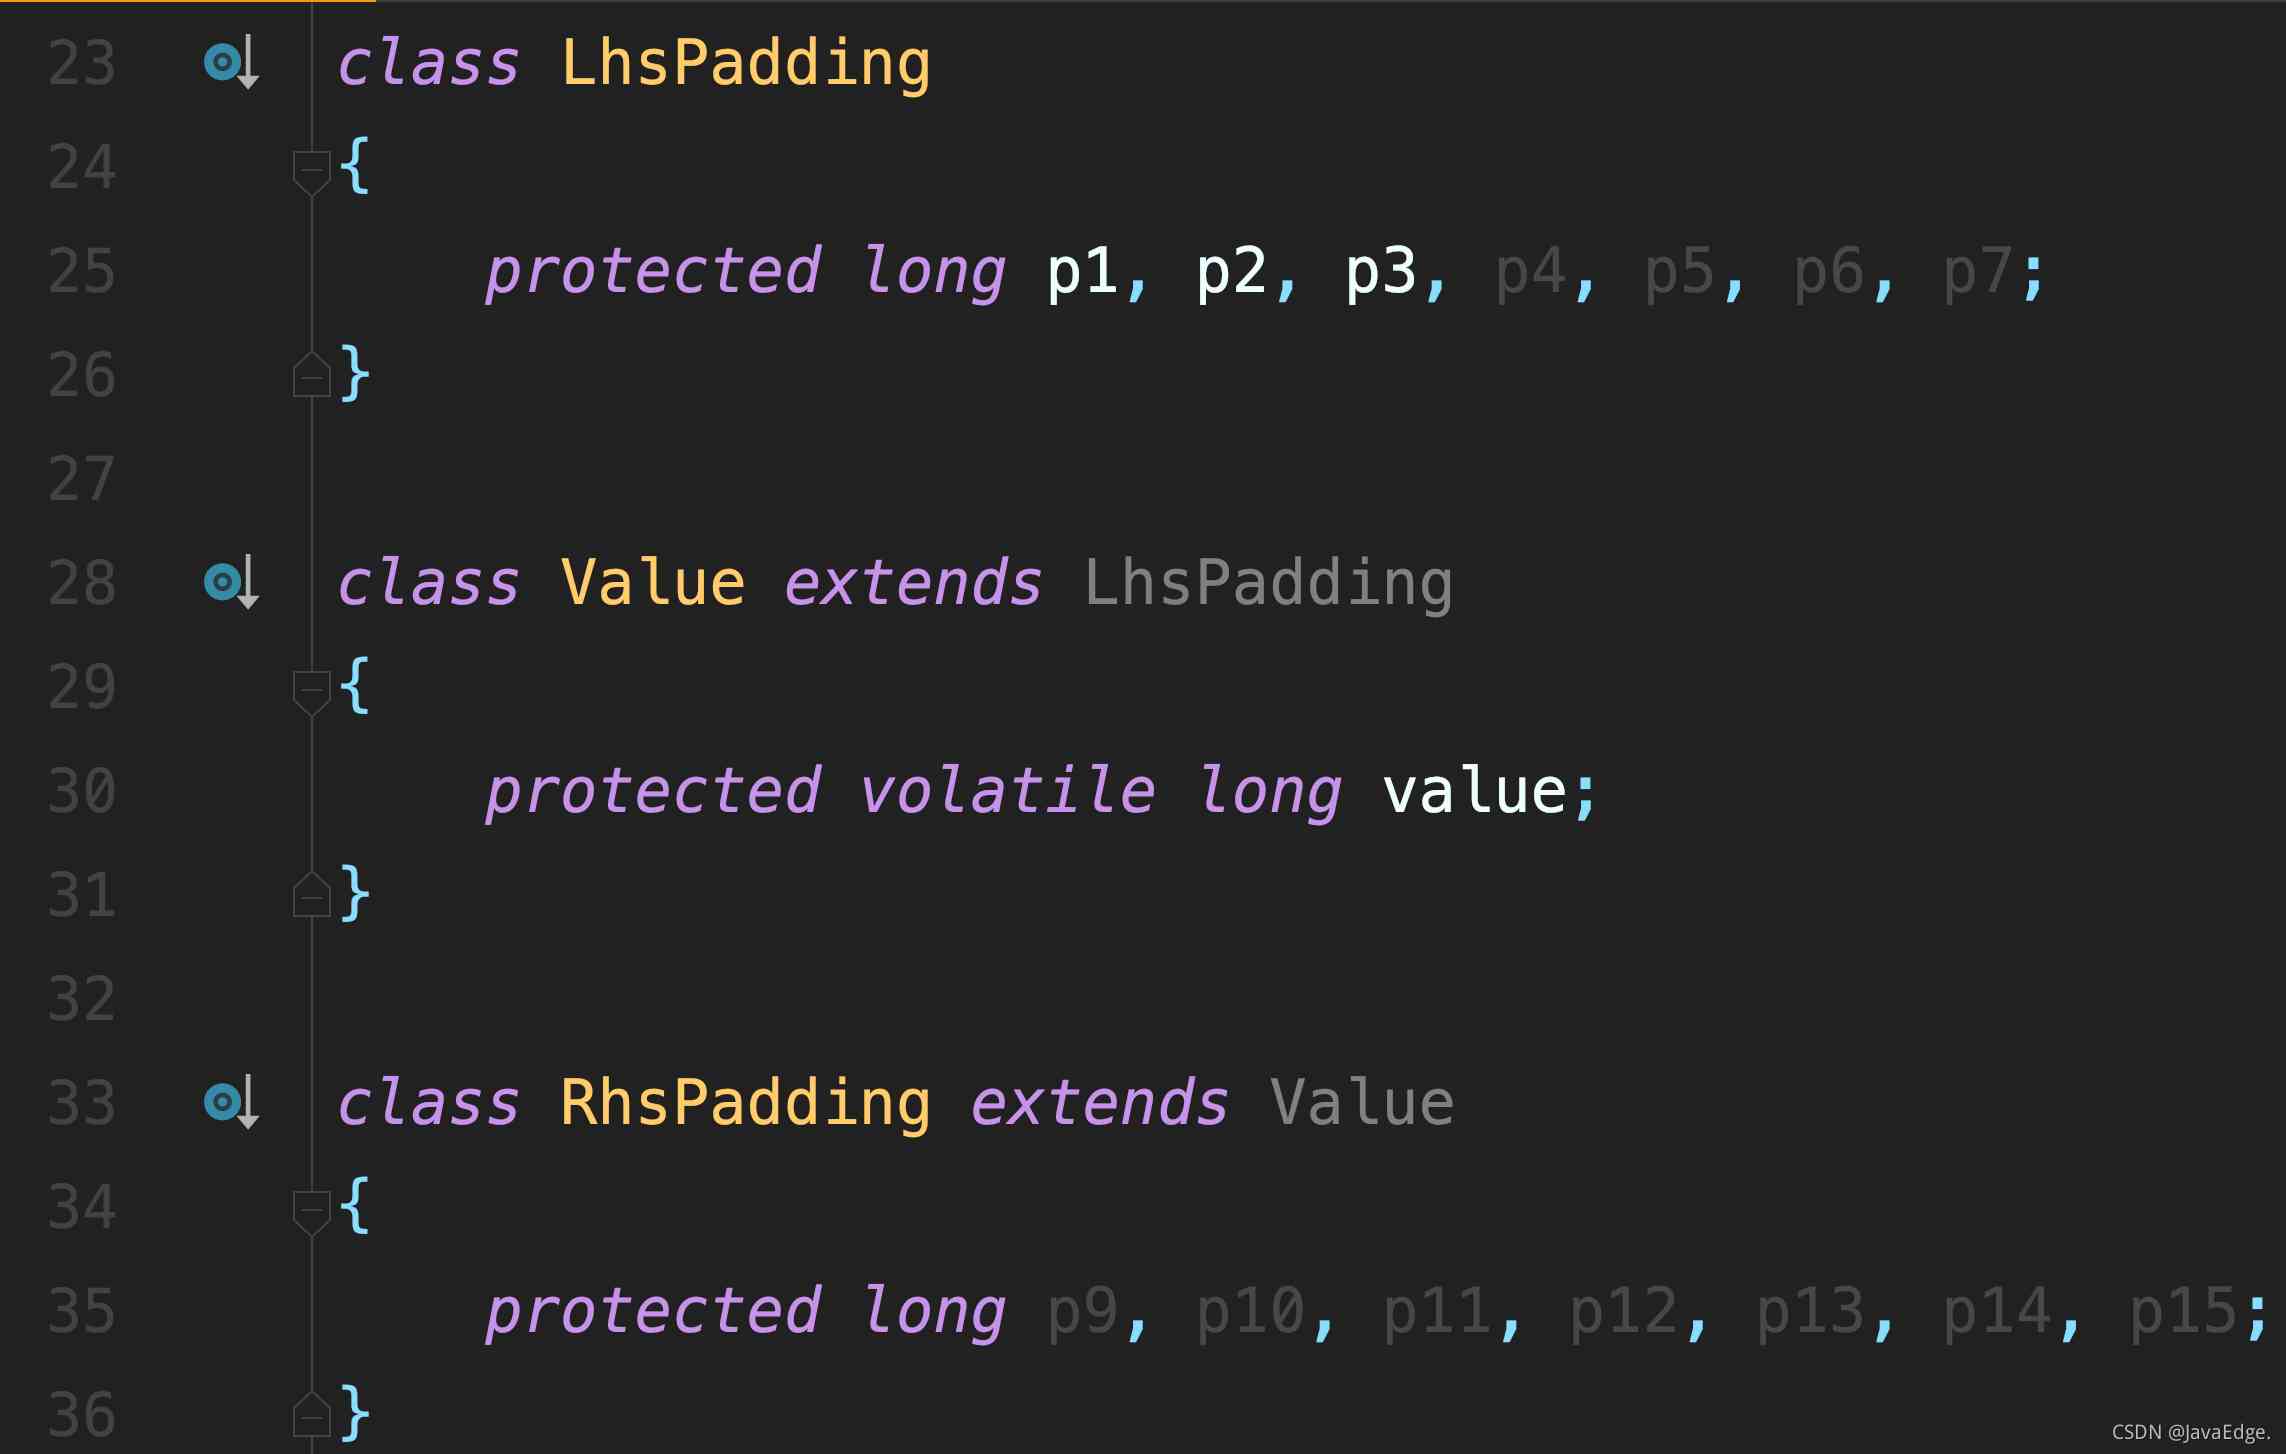 23 class LhsPadding
24 {
25 protected long p1, p2, p3, p4, p5, p6, p7;
26 }
27
28 class Value extends LhsPadding
29 {
30 protected volatile long value;
31 }
32
33 class RhsPadding extends Value
34 {
35 protected long p9, p10, p11, p12, p13, p14, p15;
36 }
CSDN @JavaEdge.